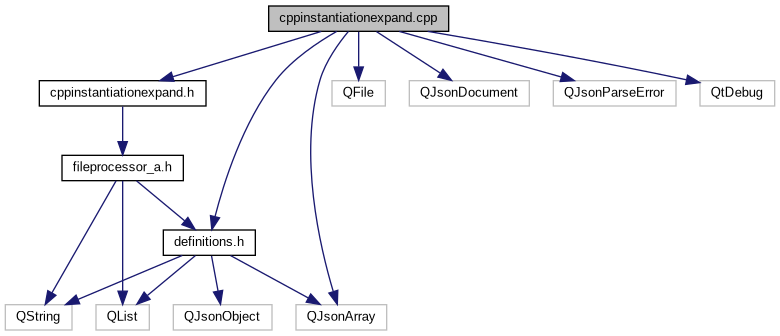 cppinstantiationexpand.cpp
cppinstantiationexpand.h
QFile
QJsonDocument
QJsonParseError
QtDebug
fileprocessor_a.h
definitions.h
QString
QList
QJsonObject
QJsonArray